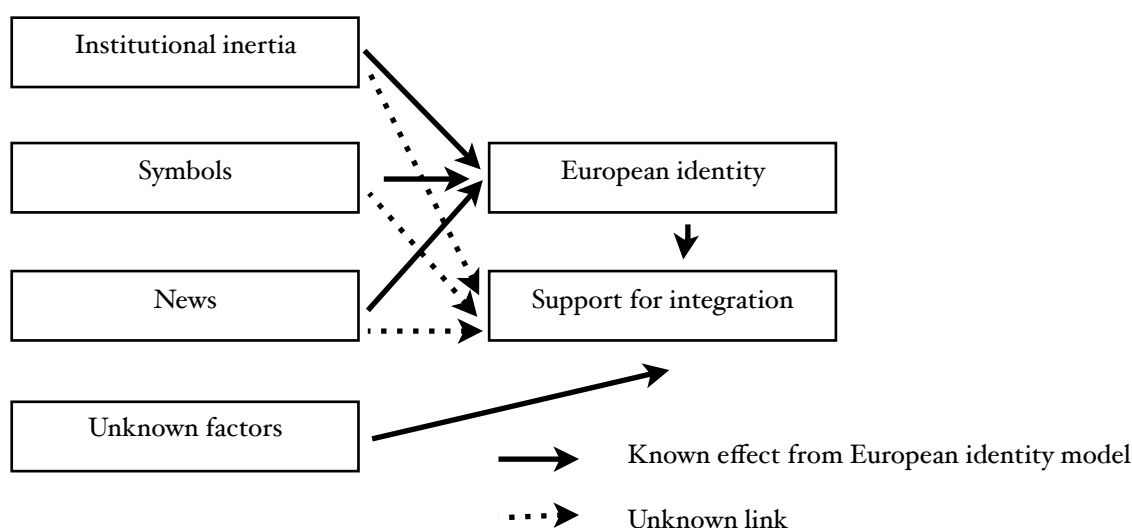 Institutional inertia
Symbols
European identity
News
Support for integration
Unknown factors
Known effect from European identity model
Unknown link